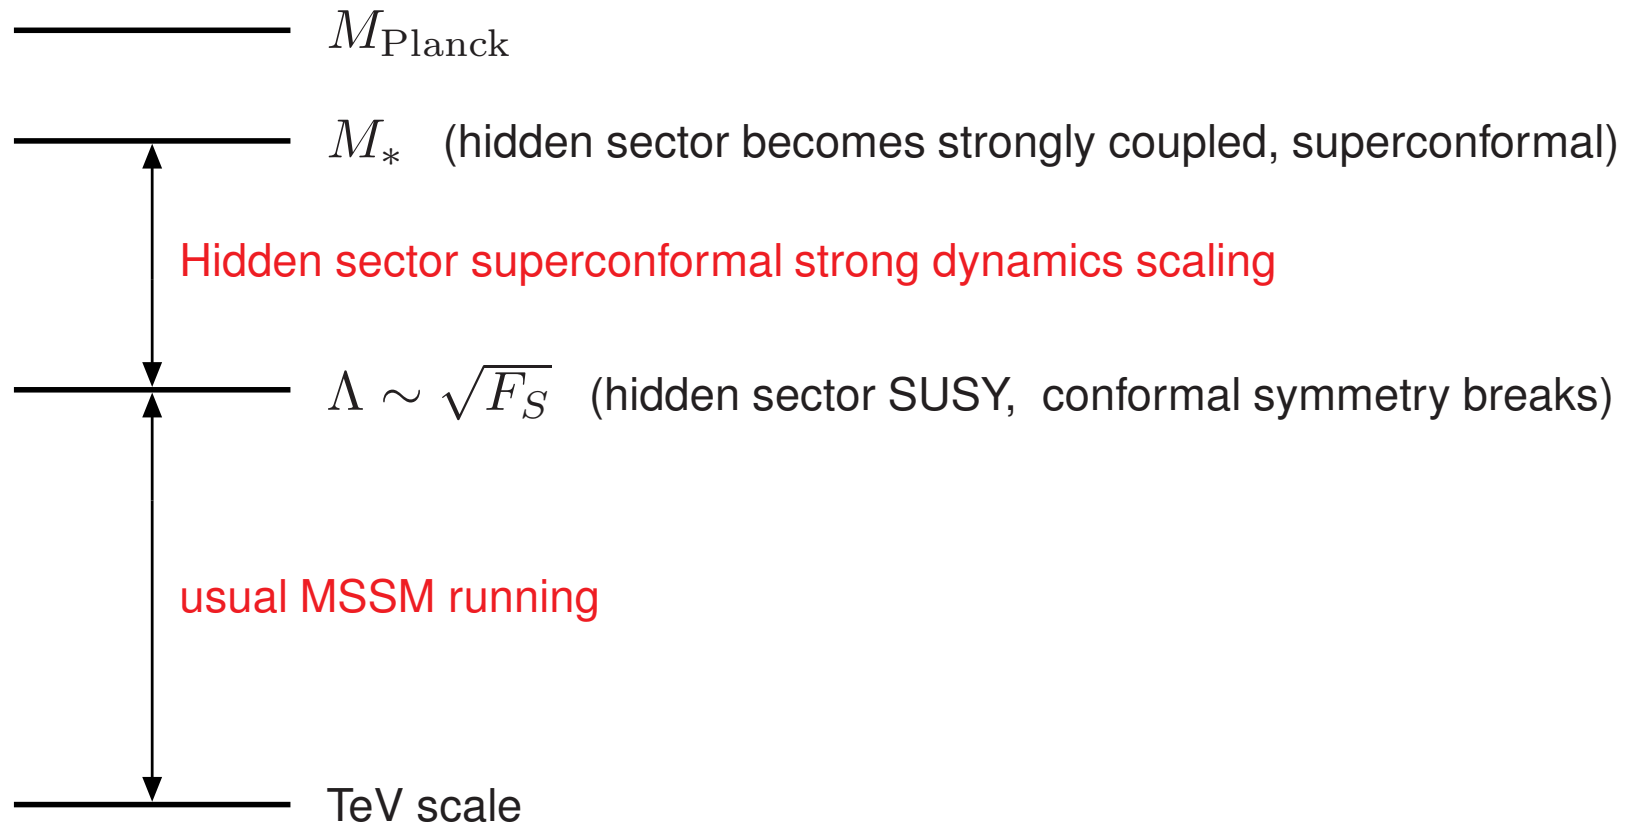 M_Planck
M_* (hidden sector becomes strongly coupled, superconformal)
Hidden sector superconformal strong dynamics scaling
Λ ∼ √F_S (hidden sector SUSY, conformal symmetry breaks)
usual MSSM running
TeV scale